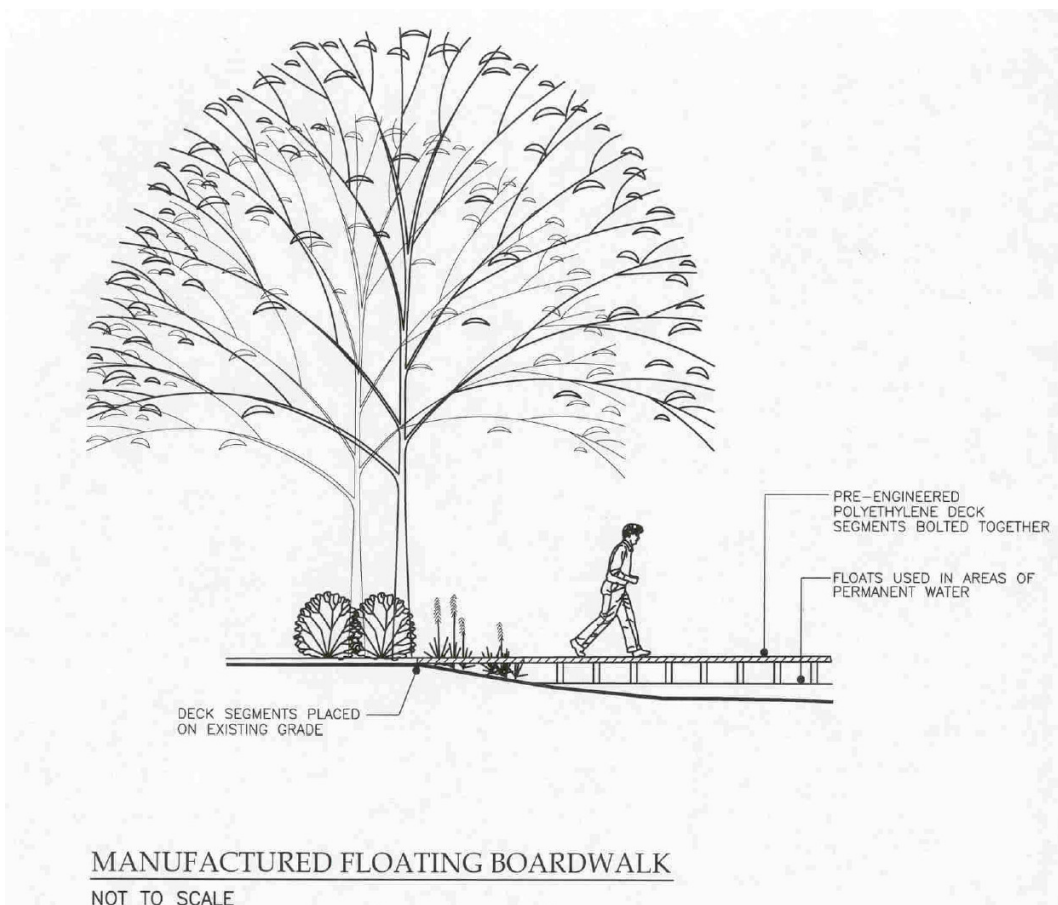 PRE-ENGINEERED
POLYETHYLENE DECK
SEGMENTS BOLTED TOGETHER
FLOATS USED IN AREAS OF
PERMANENT WATER
DECK SEGMENTS PLACED
ON EXISTING GRADE
MANUFACTURED FLOATING BOARDWALK
NOT TO SCALE